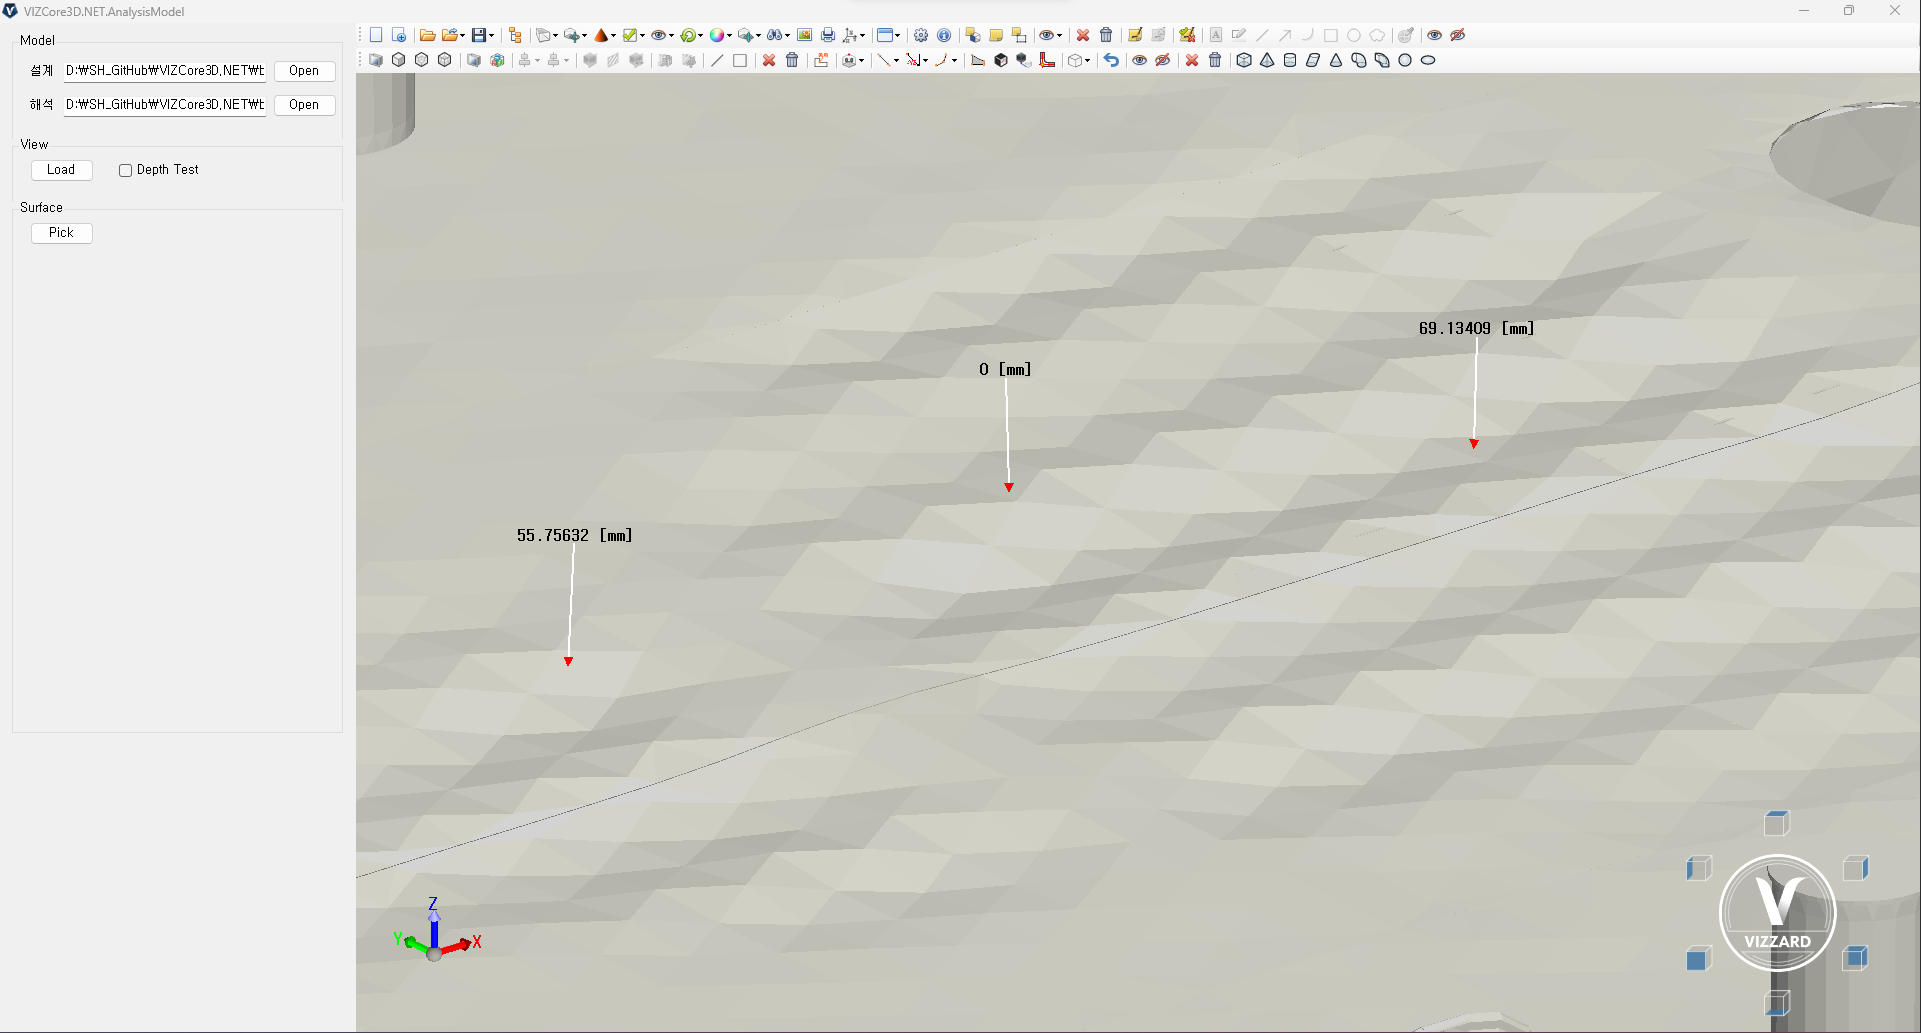 VIZCore3D.NET.AnalysisModel
Model
설계 D:₩SH_GitHub₩VIZCore3D.NET₩b Open
해석 D:₩SH_GitHub₩VIZCore3D.NET₩b Open
View
Load Depth Test
Surface
Pick
69.13409 [mm]
0 [mm]
55.75632 [mm]
Z
Y X
V
VIZZARD